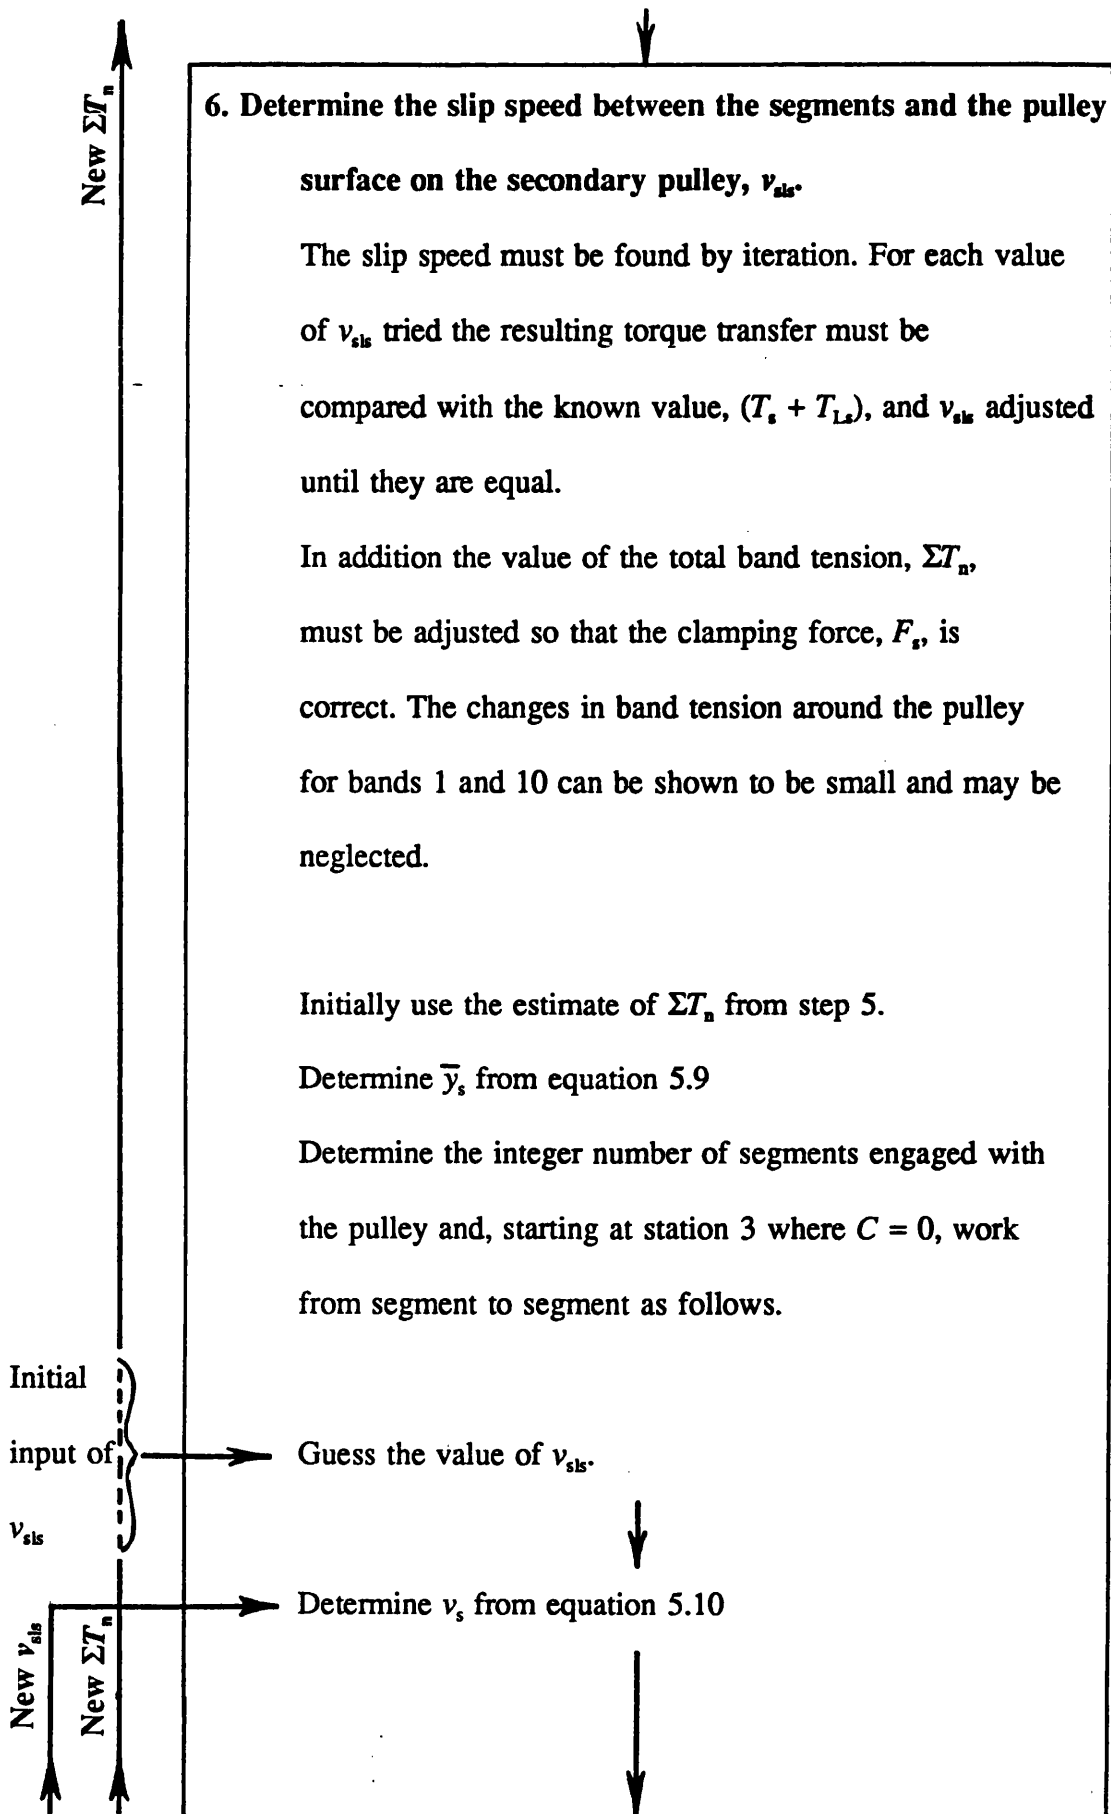 New ΣTₙ
6. Determine the slip speed between the segments and the pulley
surface on the secondary pulley, v_sls.
The slip speed must be found by iteration. For each value
of v_sls tried the resulting torque transfer must be
compared with the known value, (T_s + T_Ls), and v_sls adjusted
until they are equal.
In addition the value of the total band tension, ΣTₙ,
must be adjusted so that the clamping force, F_s, is
correct. The changes in band tension around the pulley
for bands 1 and 10 can be shown to be small and may be
neglected.
Initially use the estimate of ΣTₙ from step 5.
Determine y̅_s from equation 5.9
Determine the integer number of segments engaged with
the pulley and, starting at station 3 where C = 0, work
from segment to segment as follows.
Initial
input of
v_sls
Guess the value of v_sls.
Determine v_s from equation 5.10
New v_sls
New ΣTₙ